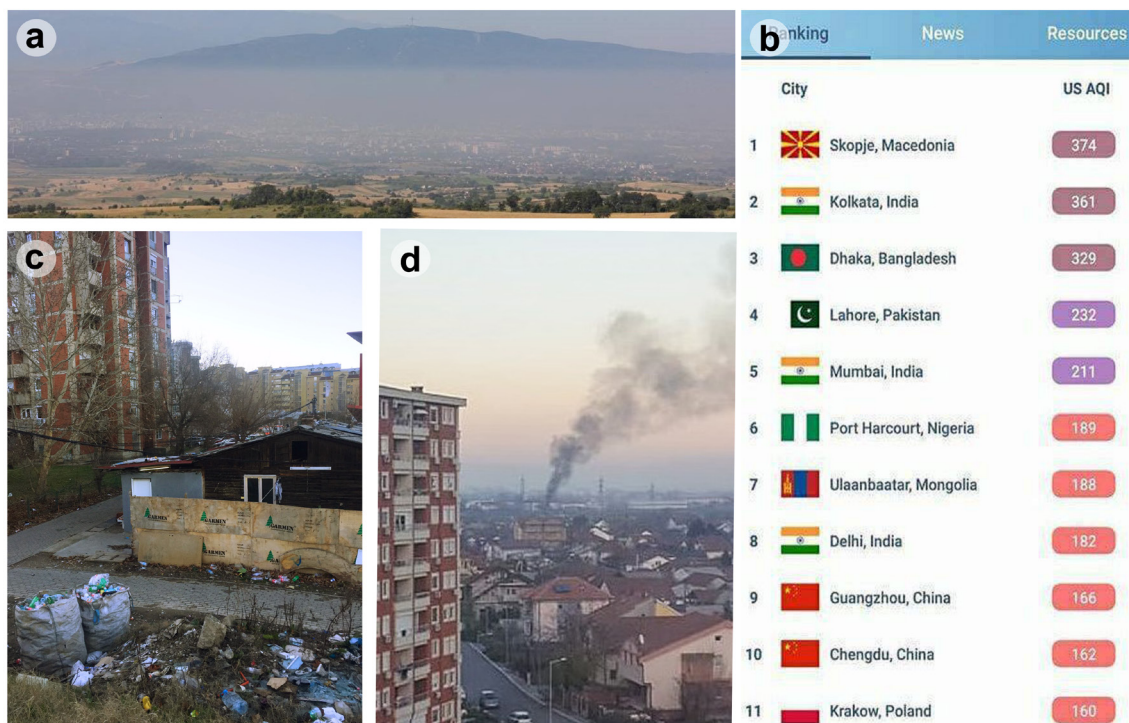 a
b
Ranking News Resources
City US AQI
1 Skopje, Macedonia 374
2 Kolkata, India 361
3 Dhaka, Bangladesh 329
4 Lahore, Pakistan 232
5 Mumbai, India 211
6 Port Harcourt, Nigeria 189
7 Ulaanbaatar, Mongolia 188
8 Delhi, India 182
9 Guangzhou, China 166
10 Chengdu, China 162
11 Krakow, Poland 160
c
GARMEN
GARMEN
GARMEN
d